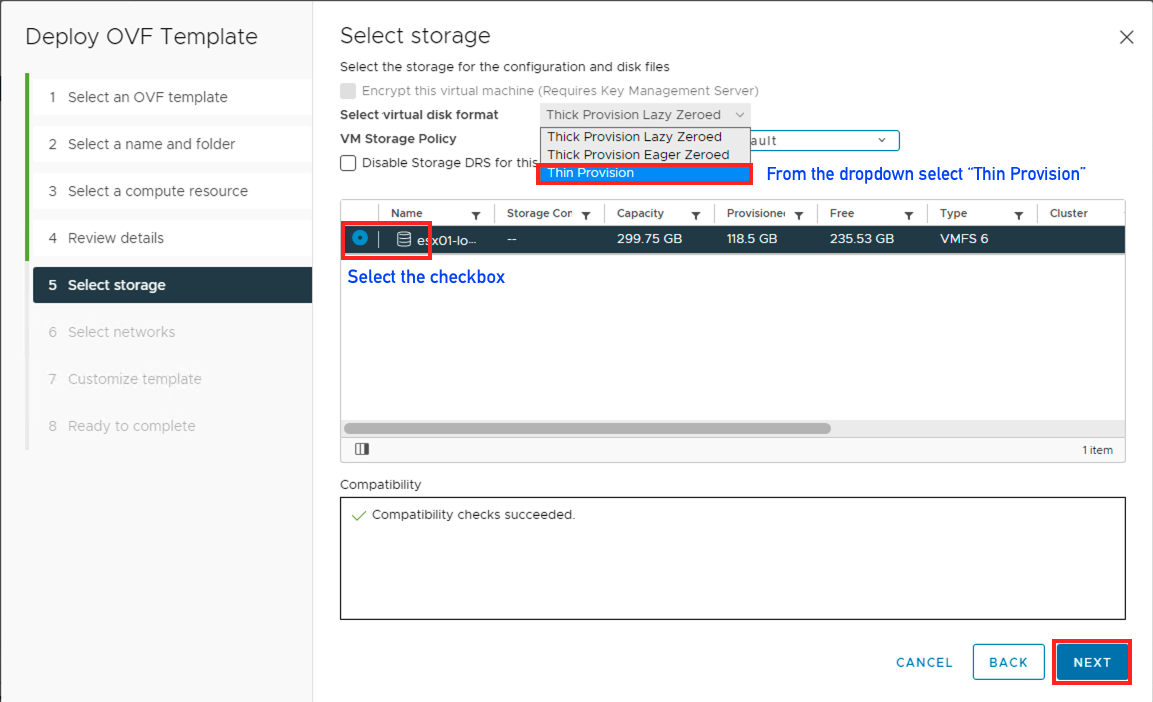 Deploy OVF Template
1 Select an OVF template
2 Select a name and folder
3 Select a compute resource
4 Review details
5 Select storage
6 Select networks
7 Customize template
8 Ready to complete
Select storage
Select the storage for the configuration and disk files
Encrypt this virtual machine (Requires Key Management Server)
Select virtual disk format Thick Provision Lazy Zeroed
Thick Provision Lazy Zeroed
VM Storage Policy ault
Thick Provision Eager Zeroed
Disable Storage DRS for this
Thin Provision From the dropdown select “Thin Provision”
Name Storage Cor Capacity Provisione Free Type Cluster
esx01-lo... -- 299.75 GB 118.5 GB 235.53 GB VMFS 6
Select the checkbox
1 item
Compatibility
Compatibility checks succeeded.
CANCEL BACK NEXT